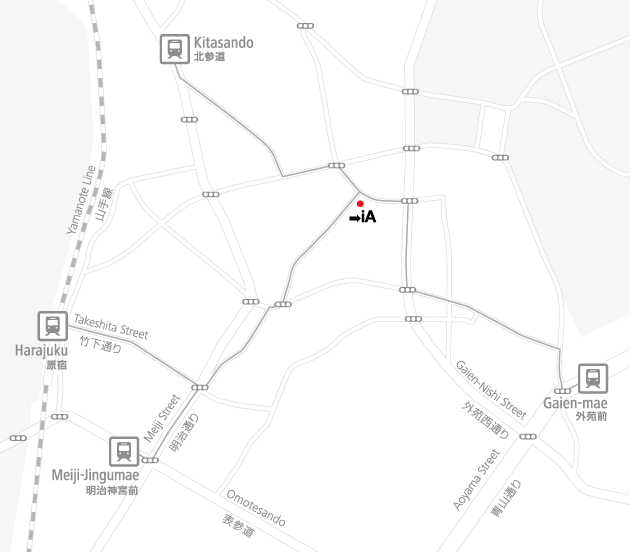 Kitasando
北参道
Yamanote Line
山手線
➡iA
Takeshita Street
竹下通り
Harajuku
原宿
Meiji Street
明治通り
Gaien-Nishi Street
外苑西通り
Gaien-mae
外苑前
Meiji-Jingumae
明治神宮前
Omotesando
表参道
Aoyama Street
青山通り